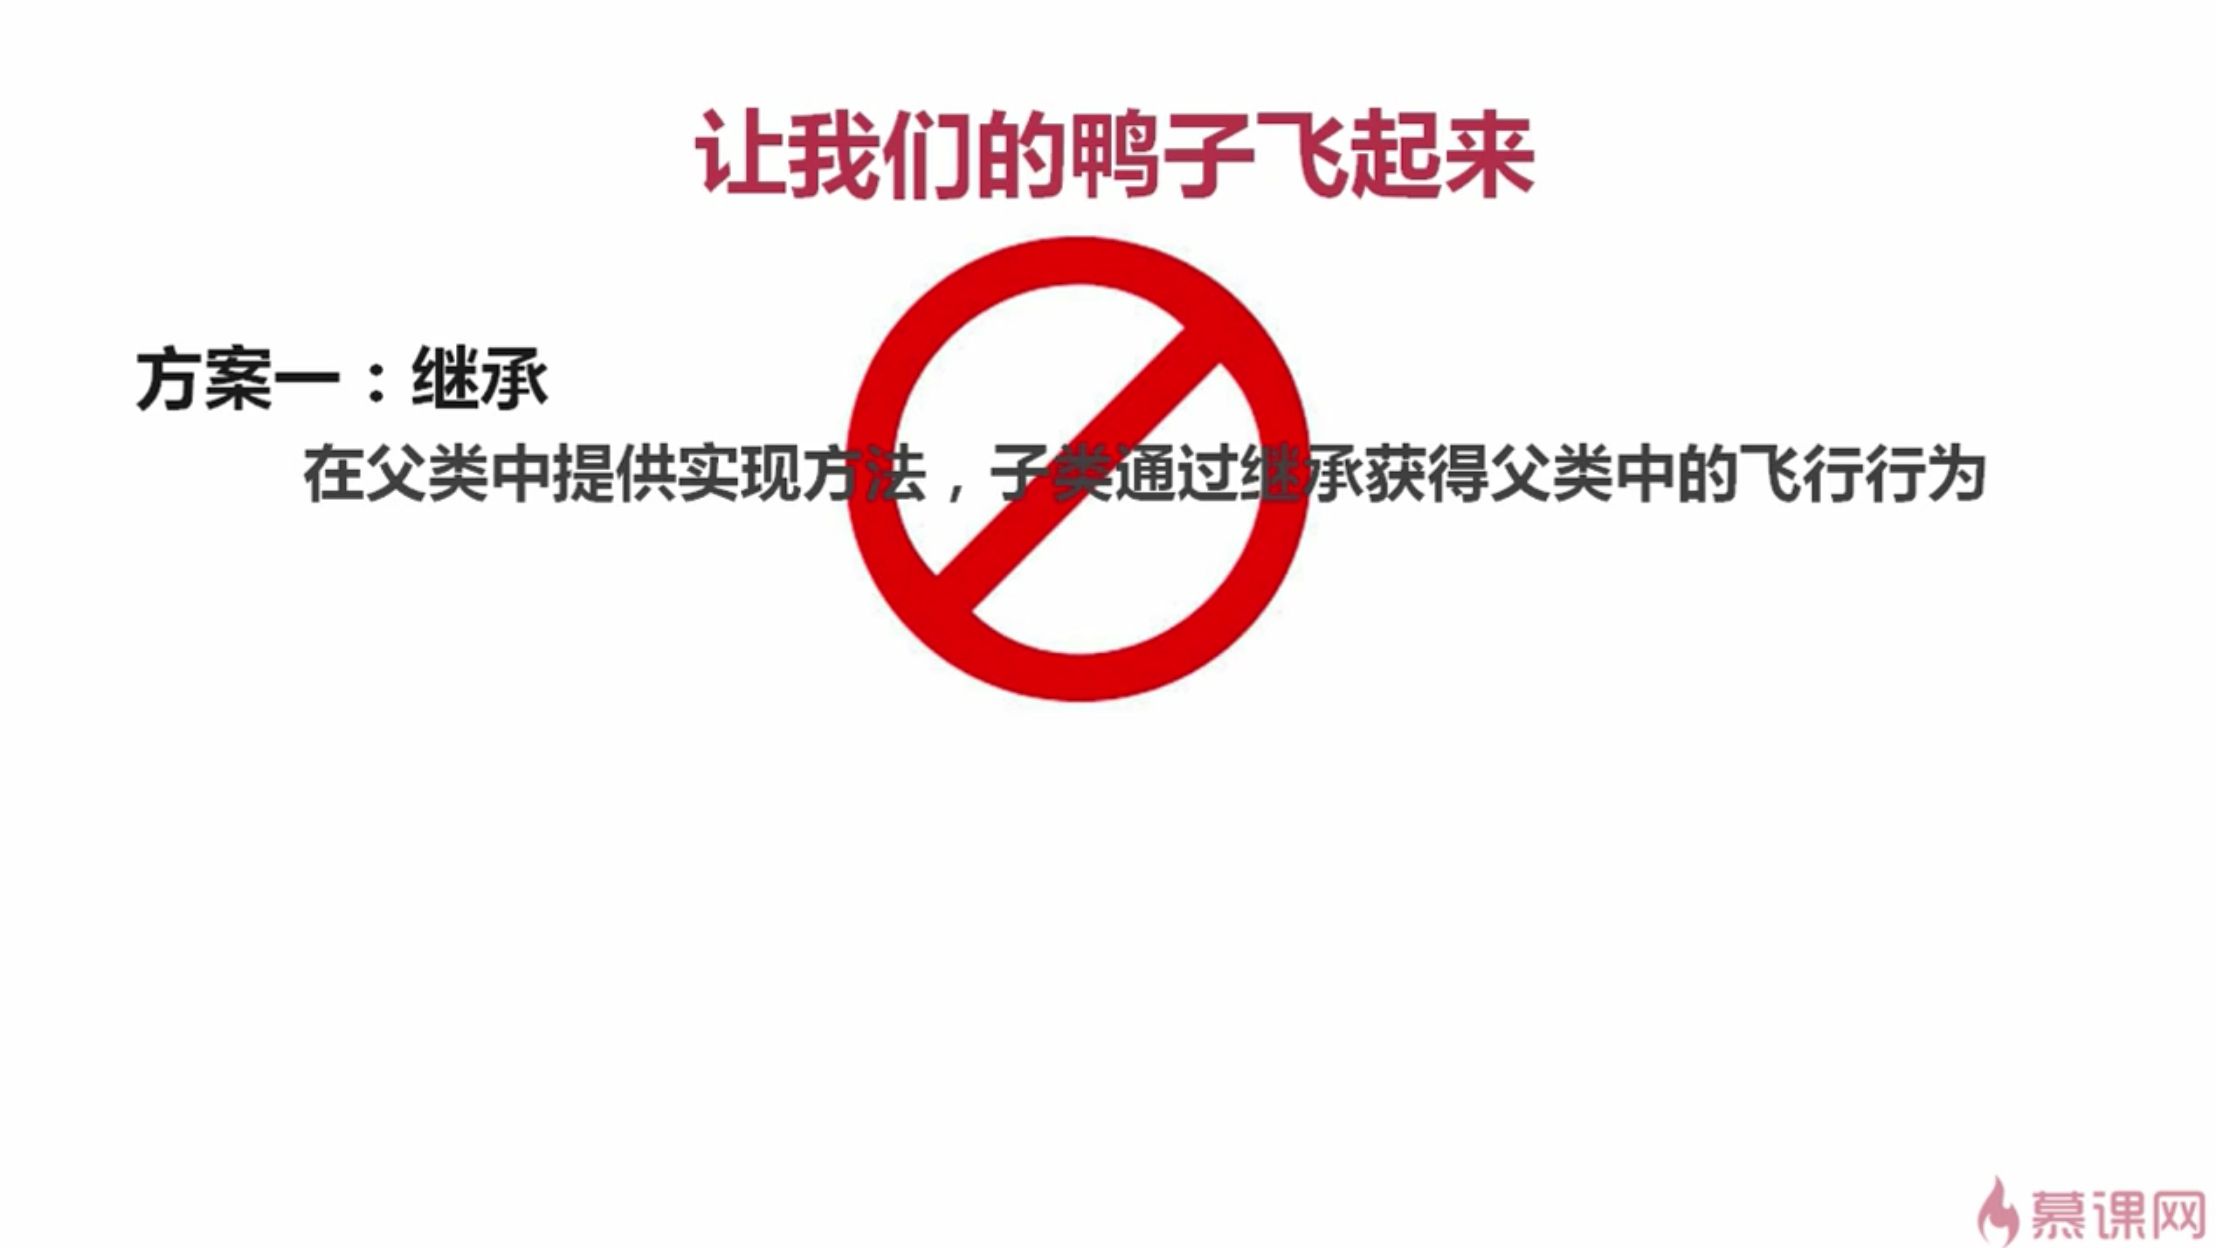 让我们的鸭子飞起来
方案一：继承
在父类中提供实现方法，子类通过继承获得父类中的飞行行为
慕课网